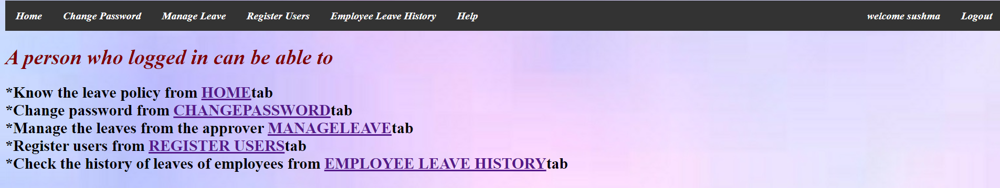 Home Change Password Manage Leave Register Users Employee Leave History Help welcome sushma Logout
A person who logged in can be able to
*Know the leave policy from HOMEtab
*Change password from CHANGEPASSWORDtab
*Manage the leaves from the approver MANAGELEAVEtab
*Register users from REGISTER USERStab
*Check the history of leaves of employees from EMPLOYEE LEAVE HISTORYtab